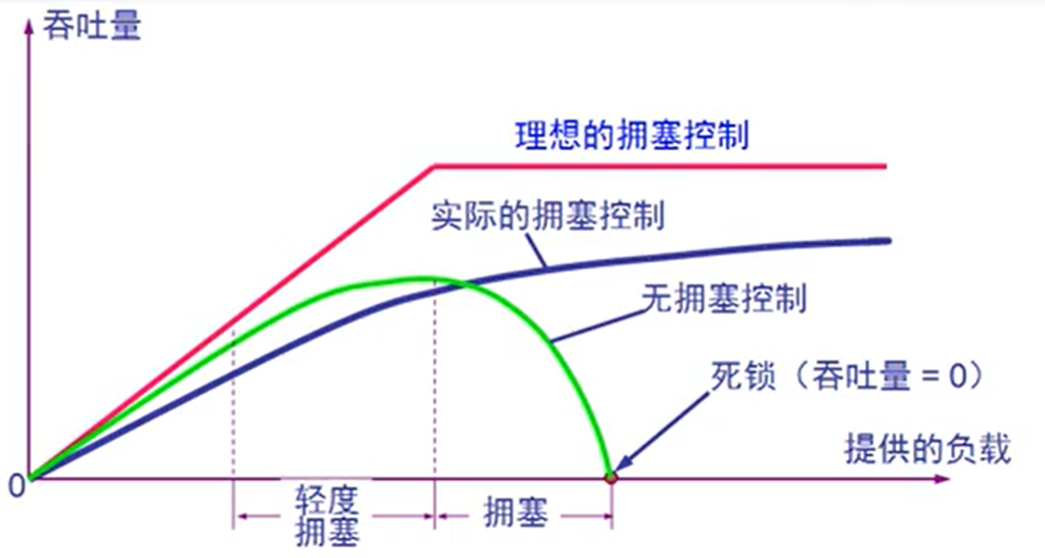 吞吐量
理想的拥塞控制
实际的拥塞控制
无拥塞控制
死锁（吞吐量 = 0）
提供的负载
0
轻度
拥塞
拥塞